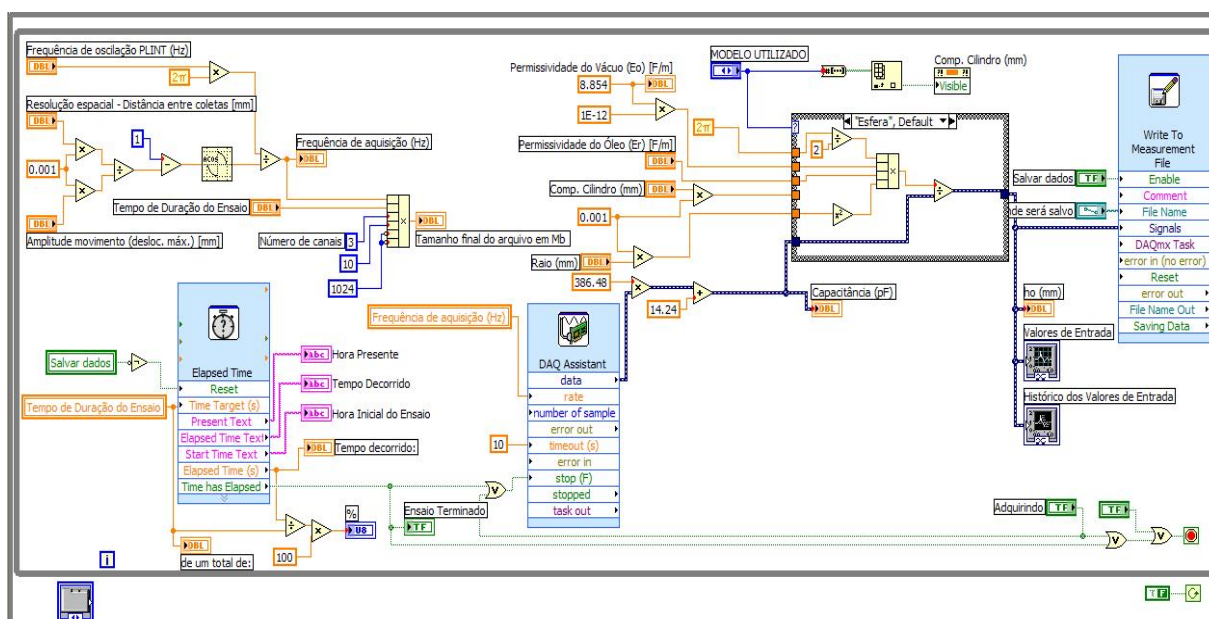 Frequência de oscilação PLINT (Hz)
DBL
2π
Resolução espacial - Distância entre coletas [mm]
DBL
1
ACOS
0.001
Frequência de aquisição (Hz)
DBL
DBL
Amplitude movimento (desloc. máx.) [mm]
Tempo de Duração do Ensaio
DBL
DBL
Tamanho final do arquivo em Mb
Número de canais
3
10
1024
MODELO UTILIZADO
Comp. Cilindro (mm)
Visible
Permissividade do Vácuo (Eo) [F/m]
8.854
DBL
1E-12
2π
"Esfera", Default
2
x²
Permissividade do Óleo (Er) [F/m]
DBL
Comp. Cilindro (mm)
DBL
0.001
Raio (mm)
DBL
386.48
14.24
Capacitância (pF)
DBL
Write To
Measurement
File
Enable
Comment
File Name
Signals
DAQmx Task
error in (no error)
Reset
error out
File Name Out
Saving Data
Salvar dados
TF
nde será salvo
ho (mm)
DBL
Valores de Entrada
Histórico dos Valores de Entrada
Elapsed Time
Reset
Time Target (s)
Present Text
Elapsed Time Text
Start Time Text
Elapsed Time (s)
Time has Elapsed
Salvar dados
Tempo de Duração do Ensaio
abc
Hora Presente
abc
Tempo Decorrido
abc
Hora Inicial do Ensaio
DBL
Tempo decorrido:
%
U8
100
DBL
de um total de:
i
Frequência de aquisição (Hz)
DAQ Assistant
data
rate
number of sample
error out
timeout (s)
error in
stop (F)
stopped
task out
10
Ensaio Terminado
TF
Adquirindo
TF
TF
TF